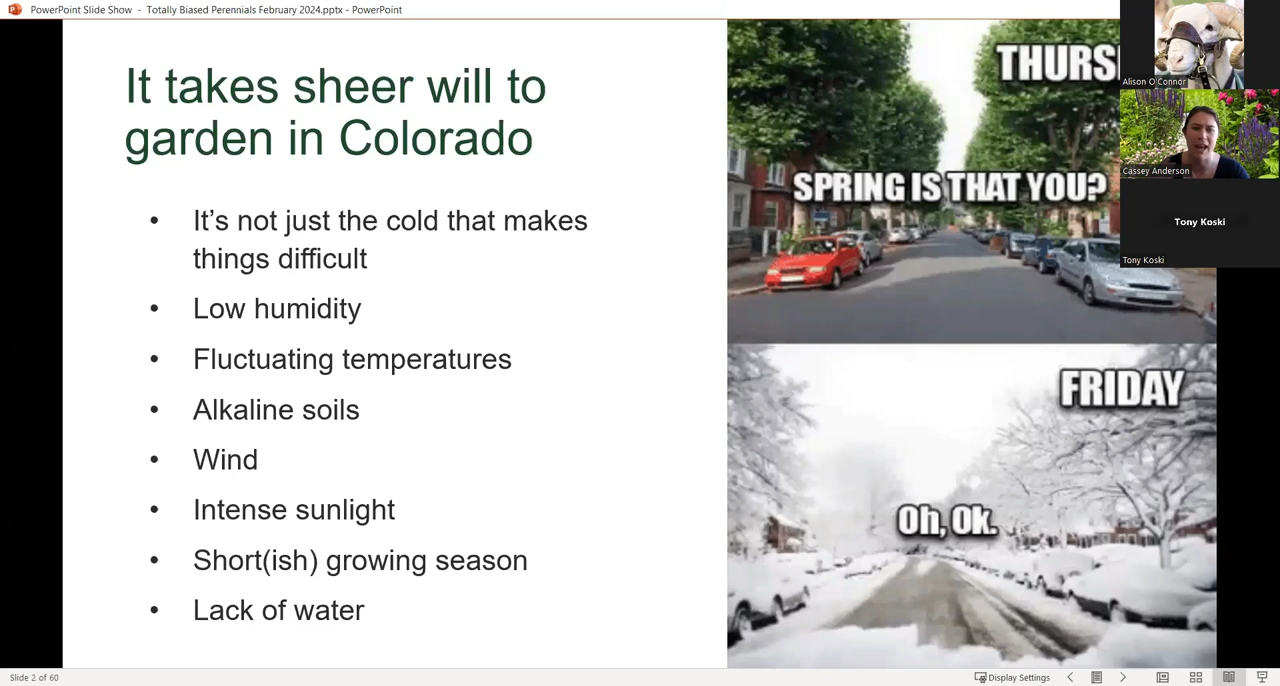 PowerPoint Slide Show - Totally Biased Perennials February 2024.pptx - PowerPoint
It takes sheer will to
garden in Colorado
• It’s not just the cold that makes
things difficult
• Low humidity
• Fluctuating temperatures
• Alkaline soils
• Wind
• Intense sunlight
• Short(ish) growing season
• Lack of water
THURS
SPRING IS THAT YOU?
FRIDAY
Oh, Ok.
Alison O'Connor
Cassey Anderson
Tony Koski
Tony Koski
Slide 2 of 60
Display Settings